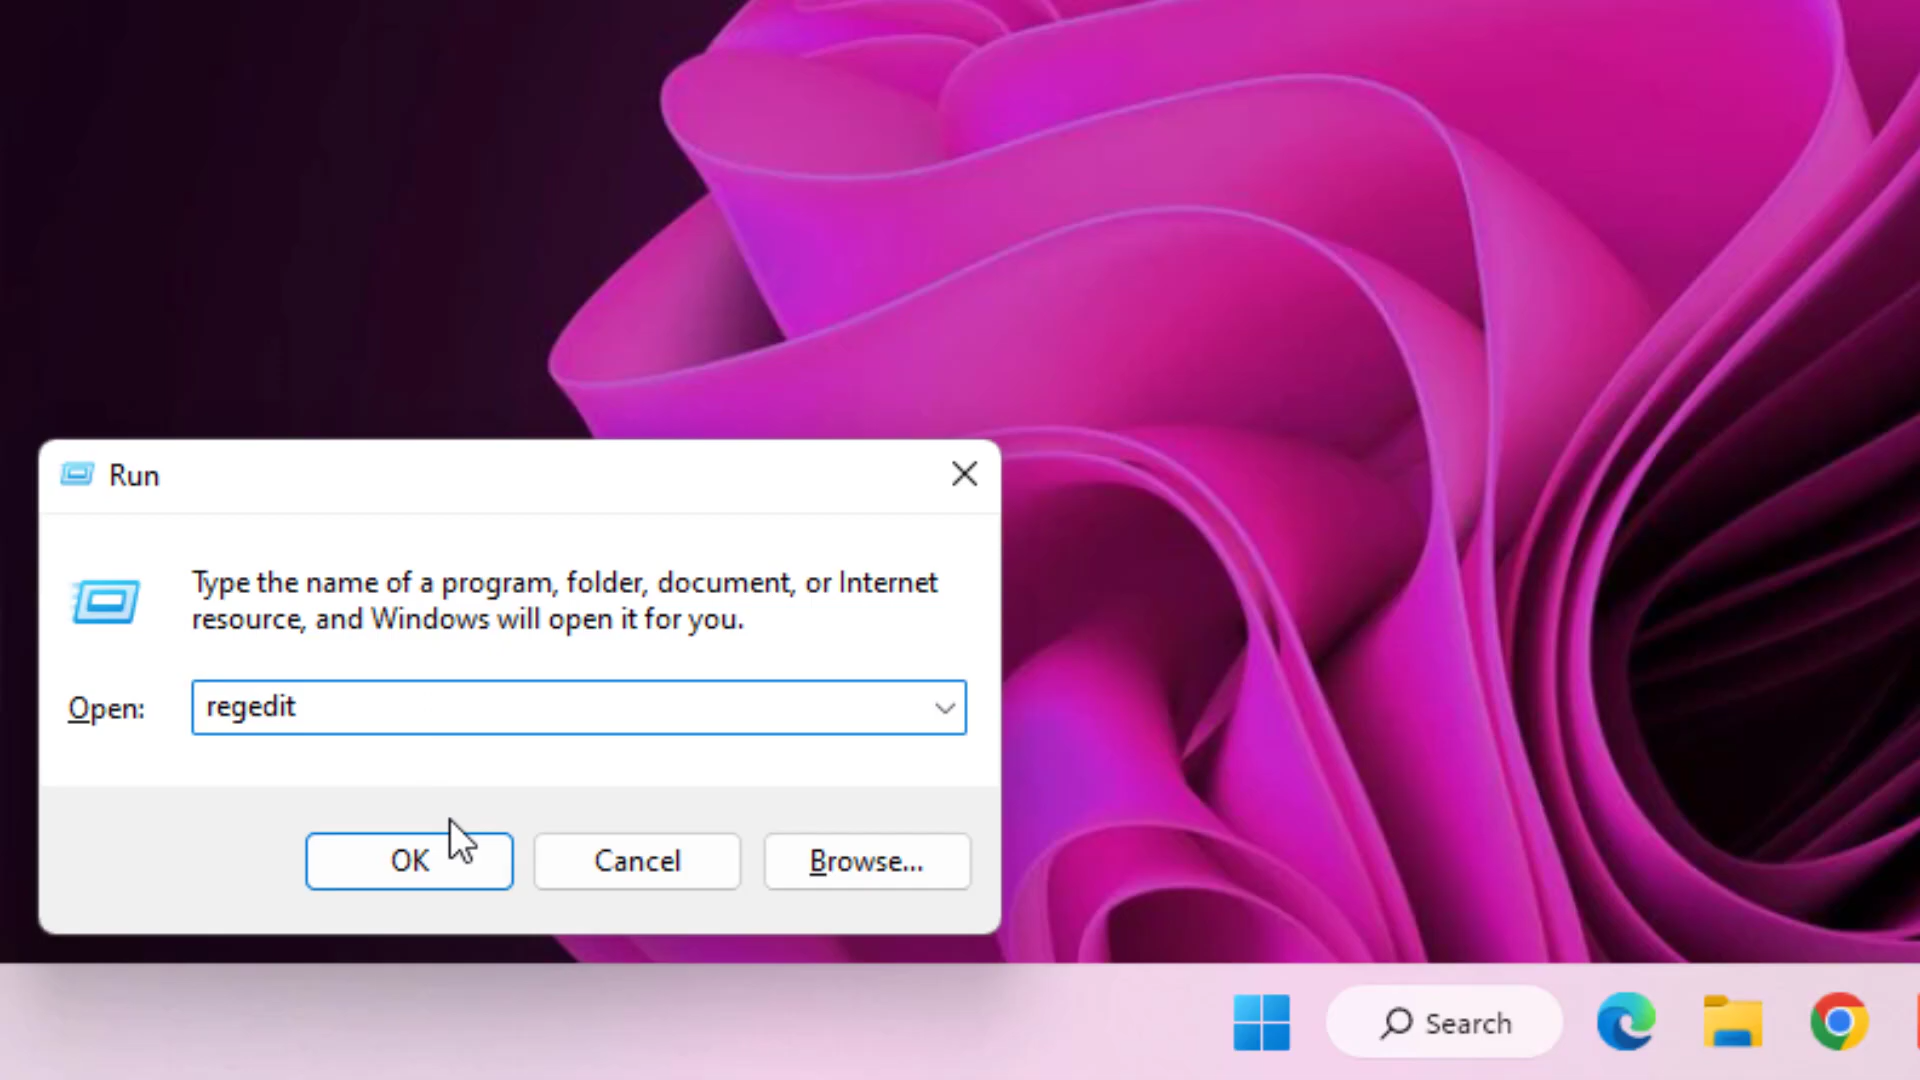 Run
Type the name of a program, folder, document, or Internet
resource, and Windows will open it for you.
Open: regedit
OK Cancel Browse...
Search